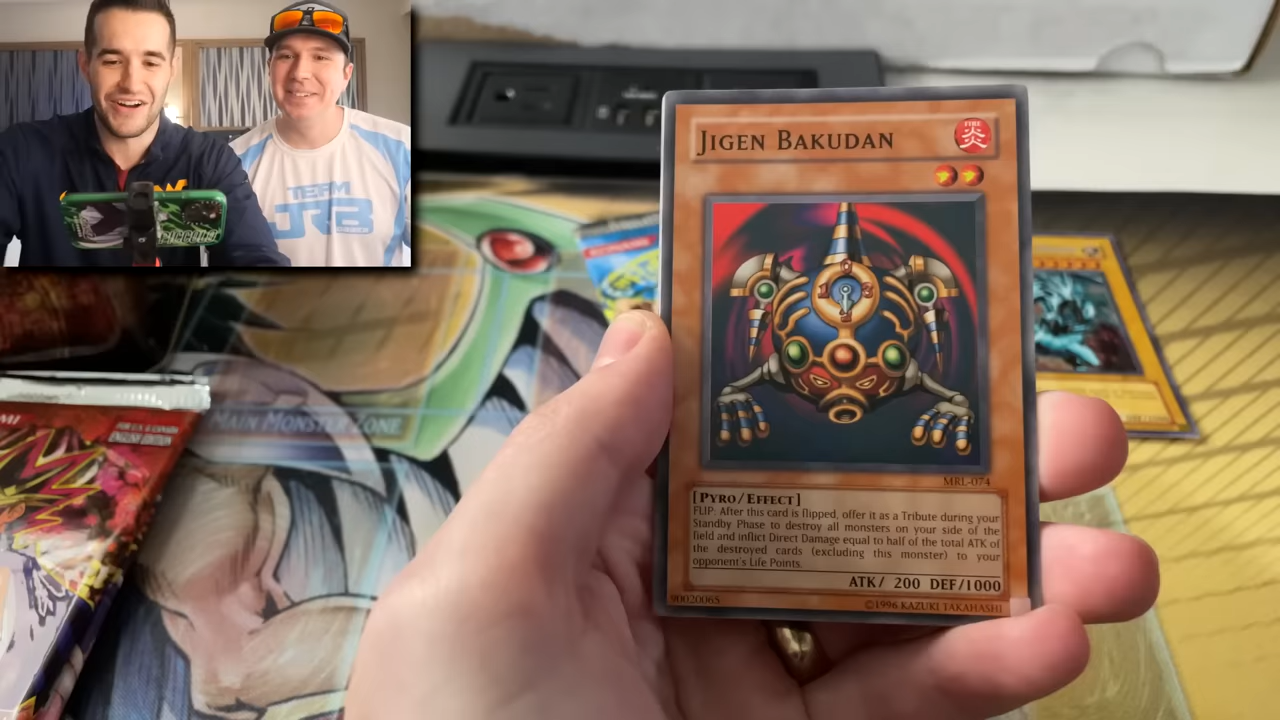 TEAM
JRB
JIGEN BAKUDAN
FIRE
炎
MRL-074
[PYRO/EFFECT]
FLIP: After this card is flipped, offer it as a Tribute during your
Standby Phase to destroy all monsters on your side of the
field and inflict Direct Damage equal to half of the total ATK of
the destroyed cards (excluding this monster) to your
opponent's Life Points.
ATK/ 200 DEF/1000
90020065
©1996 KAZUKI TAKAHASHI
MAIN MONSTER ZONE